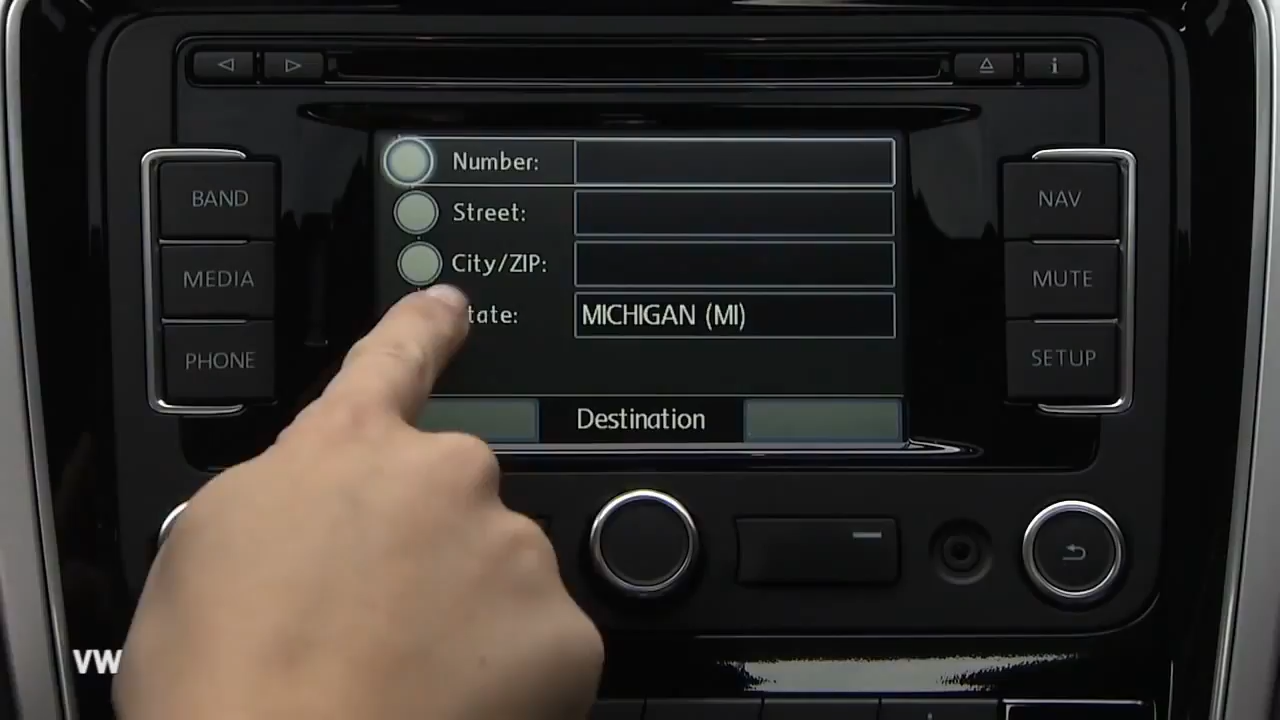 BAND
MEDIA
PHONE
Number:
Street:
City/ZIP:
tate:
MICHIGAN (MI)
Destination
NAV
MUTE
SETUP
i
VW